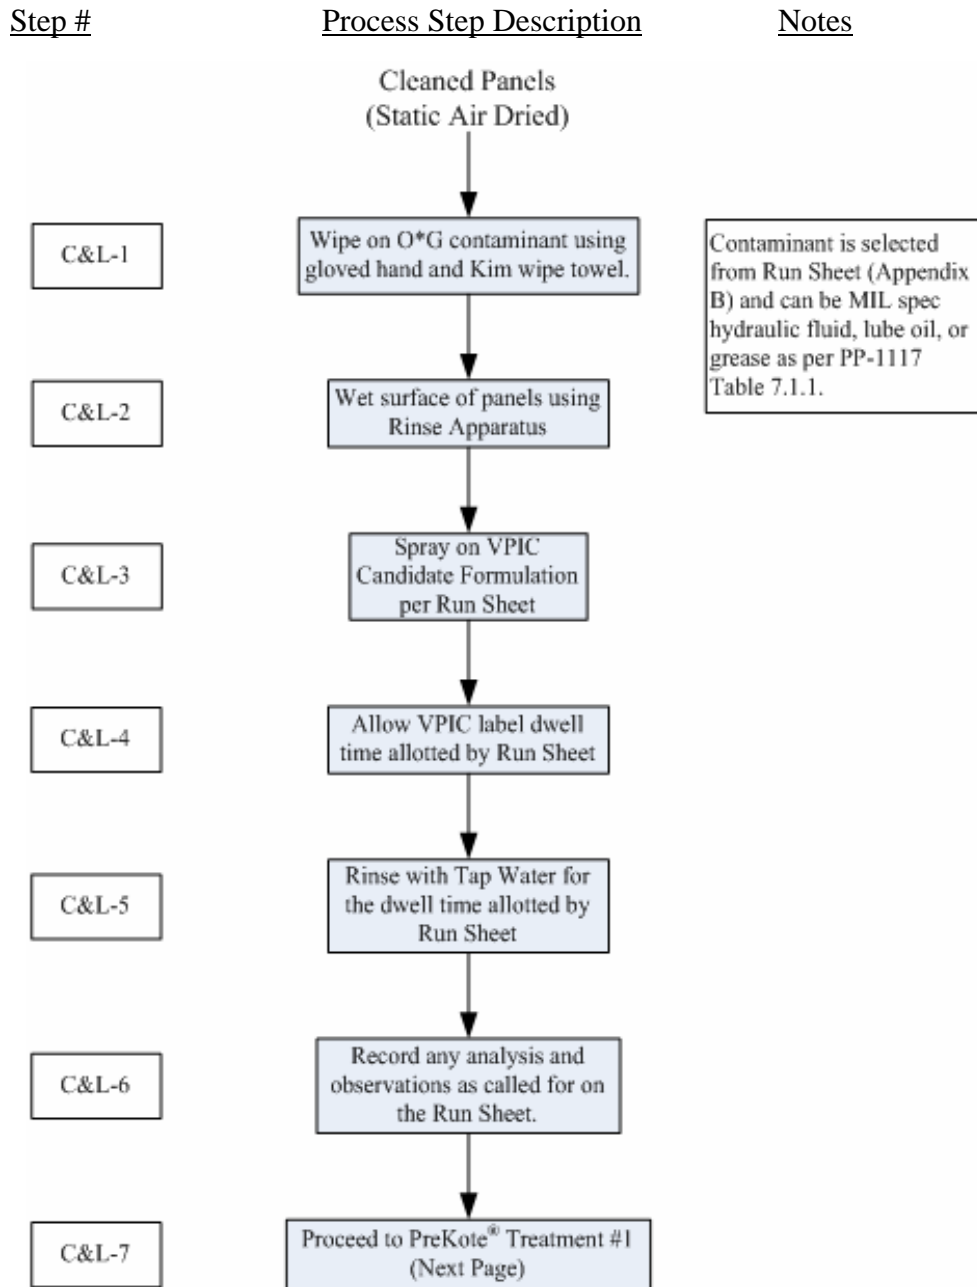 Step # Process Step Description Notes
Cleaned Panels
(Static Air Dried)
C&L-1
Wipe on O*G contaminant using
gloved hand and Kim wipe towel.
Contaminant is selected
from Run Sheet (Appendix
B) and can be MIL spec
hydraulic fluid, lube oil, or
grease as per PP-1117
Table 7.1.1.
C&L-2
Wet surface of panels using
Rinse Apparatus
C&L-3
Spray on VPIC
Candidate Formulation
per Run Sheet
C&L-4
Allow VPIC label dwell
time allotted by Run Sheet
C&L-5
Rinse with Tap Water for
the dwell time allotted by
Run Sheet
C&L-6
Record any analysis and
observations as called for on
the Run Sheet.
C&L-7
Proceed to PreKote® Treatment #1
(Next Page)